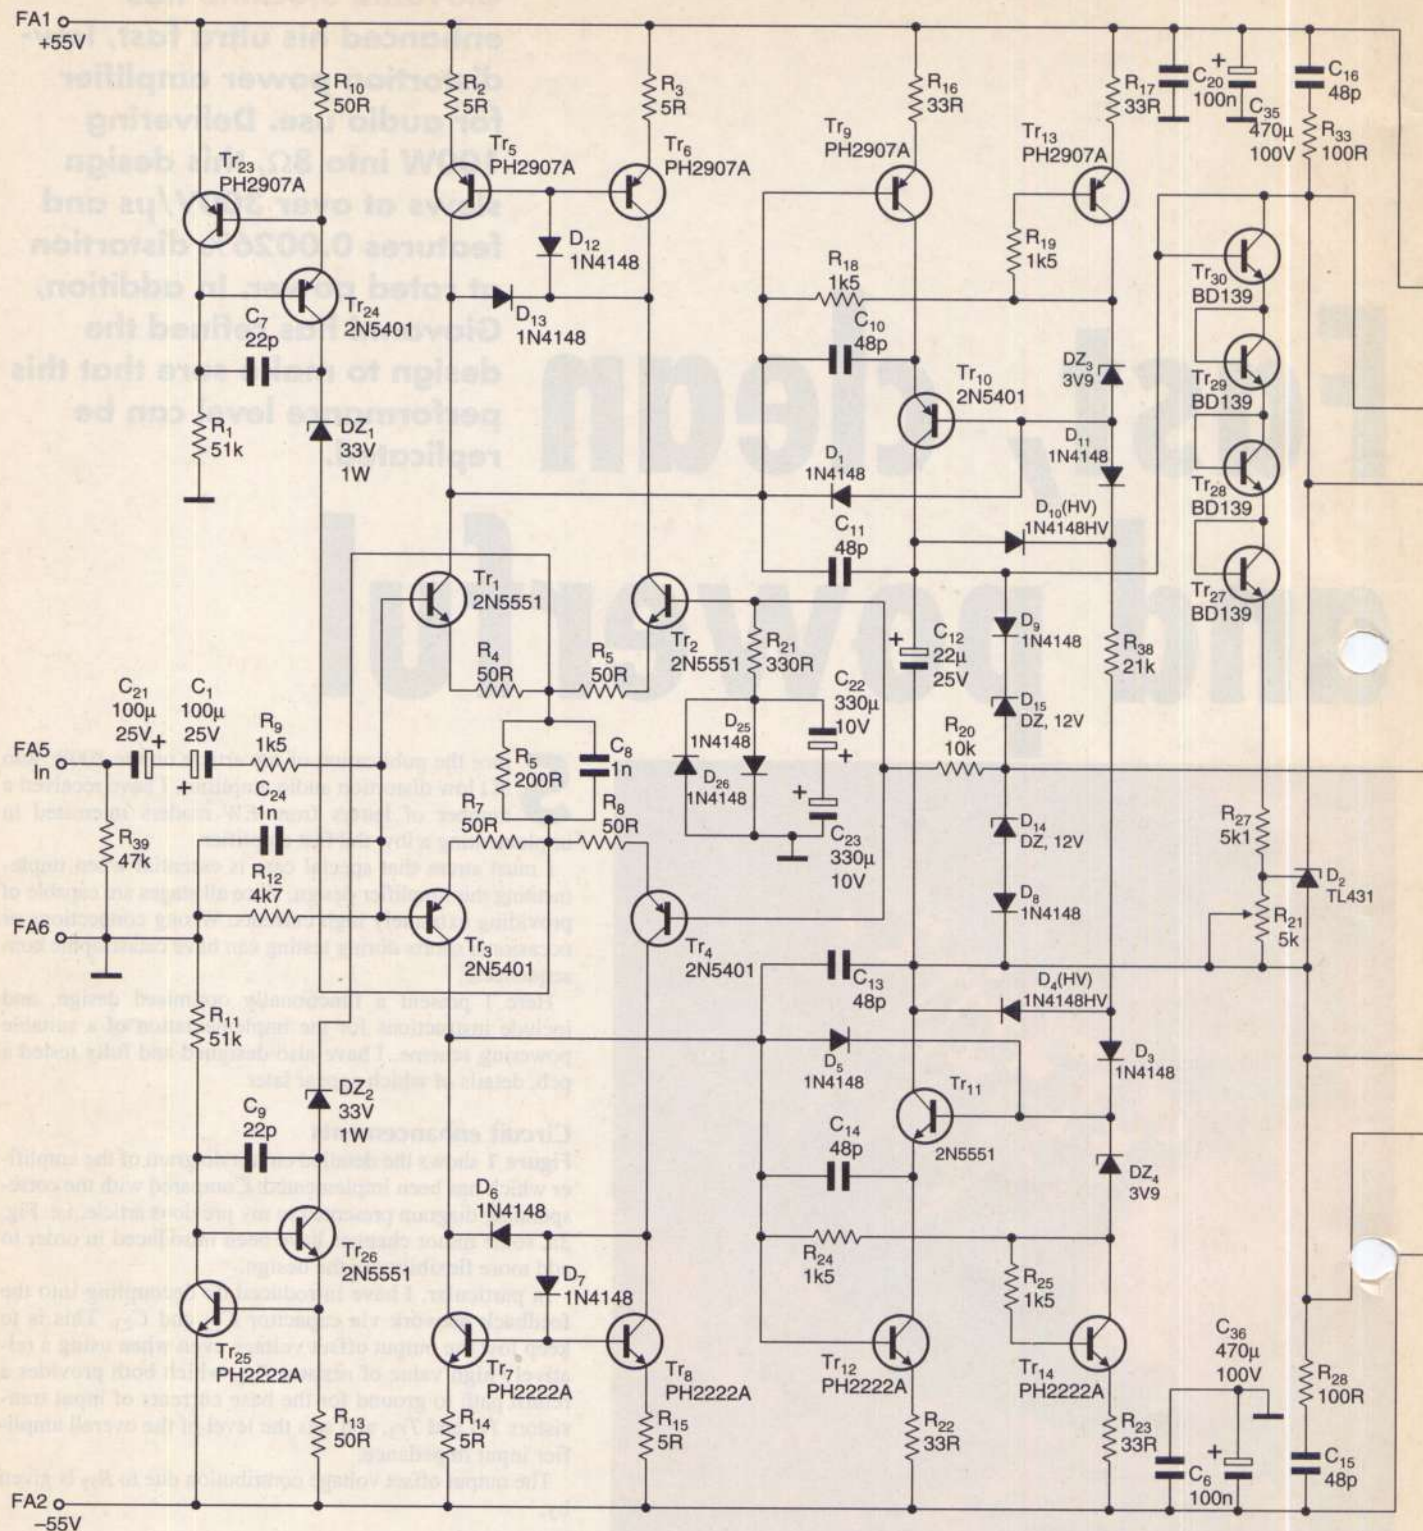 FA1
+55V
R10
50R
R2
5R
R3
5R
R16
33R
R17
33R
C20
100n
+
C35
470µ
100V
C16
48p
R33
100R
Tr23
PH2907A
Tr5
PH2907A
Tr6
PH2907A
Tr9
PH2907A
Tr13
PH2907A
D12
1N4148
R19
1k5
Tr30
BD139
Tr24
2N5401
C7
22p
D13
1N4148
R18
1k5
C10
48p
DZ3
3V9
Tr29
BD139
Tr10
2N5401
R1
51k
DZ1
33V
1W
D1
1N4148
D11
1N4148
Tr28
BD139
D10(HV)
1N4148HV
C11
48p
Tr27
BD139
Tr1
2N5551
Tr2
2N5551
R21
330R
+
C12
22µ
25V
D9
1N4148
R38
21k
R4
50R
R5
50R
C21
100µ
25V
+
C1
100µ
25V
R9
1k5
FA5
In
C22
330µ
10V
+
D15
DZ, 12V
D25
1N4148
R20
10k
R6
200R
C8
1n
D26
1N4148
C24
1n
R7
50R
R8
50R
+
C23
330µ
10V
D14
DZ, 12V
R27
5k1
R39
47k
R12
4k7
D8
1N4148
D2
TL431
R21
5k
FA6
Tr3
2N5401
Tr4
2N5401
C13
48p
D4(HV)
1N4148HV
R11
51k
D5
1N4148
D3
1N4148
DZ2
33V
1W
Tr11
2N5551
C9
22p
C14
48p
DZ4
3V9
D6
1N4148
R24
1k5
Tr26
2N5551
D7
1N4148
R25
1k5
Tr25
PH2222A
Tr7
PH2222A
Tr8
PH2222A
Tr12
PH2222A
Tr14
PH2222A
C36
470µ
100V
R28
100R
R13
50R
R14
5R
R15
5R
R22
33R
R23
33R
+
C6
100n
C15
48p
FA2
–55V